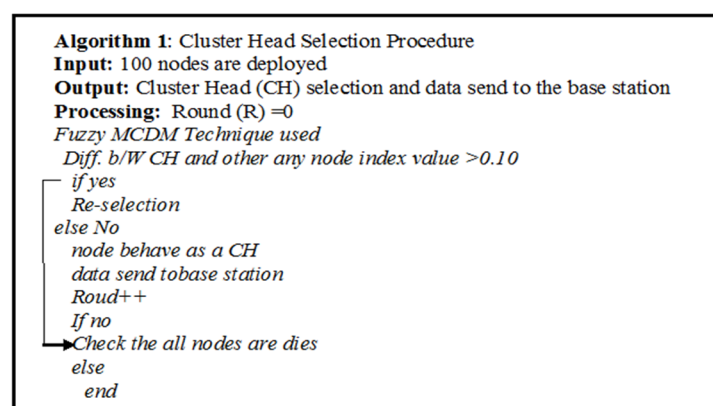 Algorithm 1: Cluster Head Selection Procedure
Input: 100 nodes are deployed
Output: Cluster Head (CH) selection and data send to the base station
Processing: Round (R) =0
Fuzzy MCDM Technique used
Diff. b/W CH and other any node index value >0.10
if yes
Re-selection
else No
node behave as a CH
data send tobase station
Roud++
If no
Check the all nodes are dies
else
end